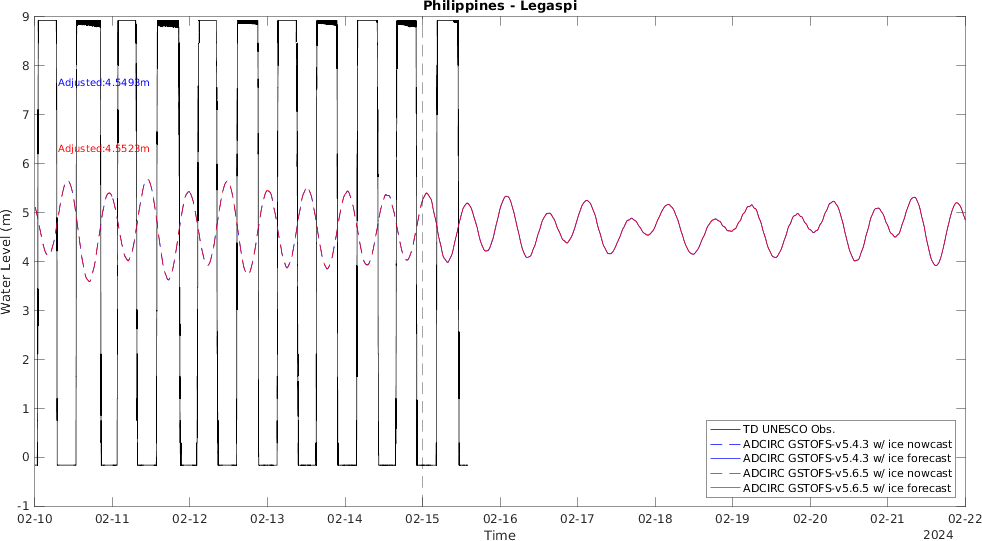 Philippines - Legaspi
9
8
7
6
5
4
3
2
1
0
-1
Water Level (m)
Adjusted:4.5493m
Adjusted:4.5523m
TD UNESCO Obs.
ADCIRC GSTOFS-v5.4.3 w/ ice nowcast
ADCIRC GSTOFS-v5.4.3 w/ ice forecast
ADCIRC GSTOFS-v5.6.5 w/ ice nowcast
ADCIRC GSTOFS-v5.6.5 w/ ice forecast
02-10 02-11 02-12 02-13 02-14 02-15 02-16 02-17 02-18 02-19 02-20 02-21 02-22
Time
2024